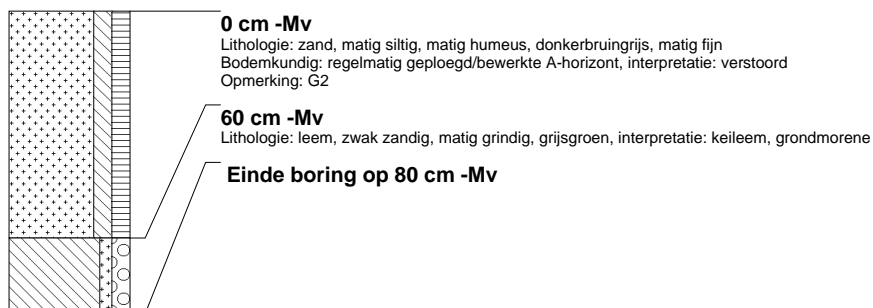 0 cm -Mv
Lithologie: zand, matig siltig, matig humeus, donkerbruingrijs, matig fijn
Bodemkundig: regelmatig geploegd/bewerkte A-horizont, interpretatie: verstoord
Opmerking: G2
60 cm -Mv
Lithologie: leem, zwak zandig, matig grindig, grijsgroen, interpretatie: keileem, grondmorene
Einde boring op 80 cm -Mv